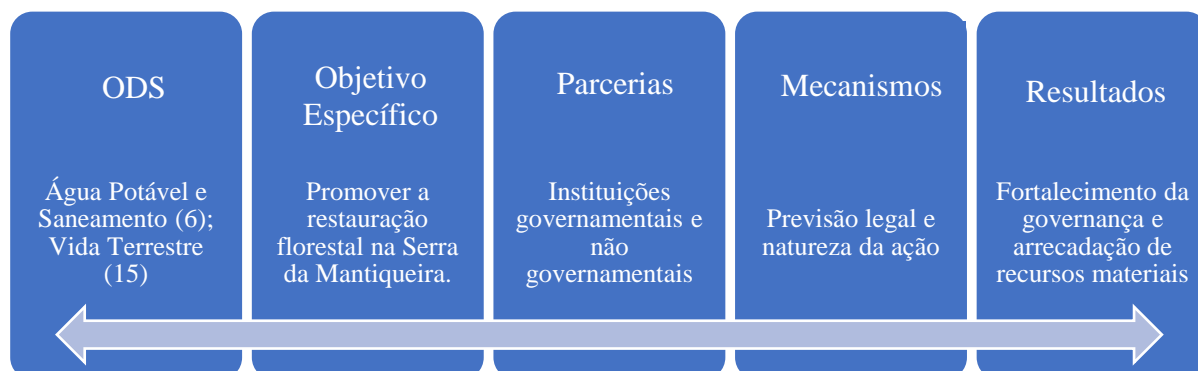 ODS
Água Potável e
Saneamento (6);
Vida Terrestre
(15)
Objetivo
Específico
Promover a
restauração
florestal na Serra
da Mantiqueira.
Parcerias
Instituições
governamentais e
não
governamentais
Mecanismos
Previsão legal e
natureza da ação
Resultados
Fortalecimento da
governança e
arrecadação de
recursos materiais